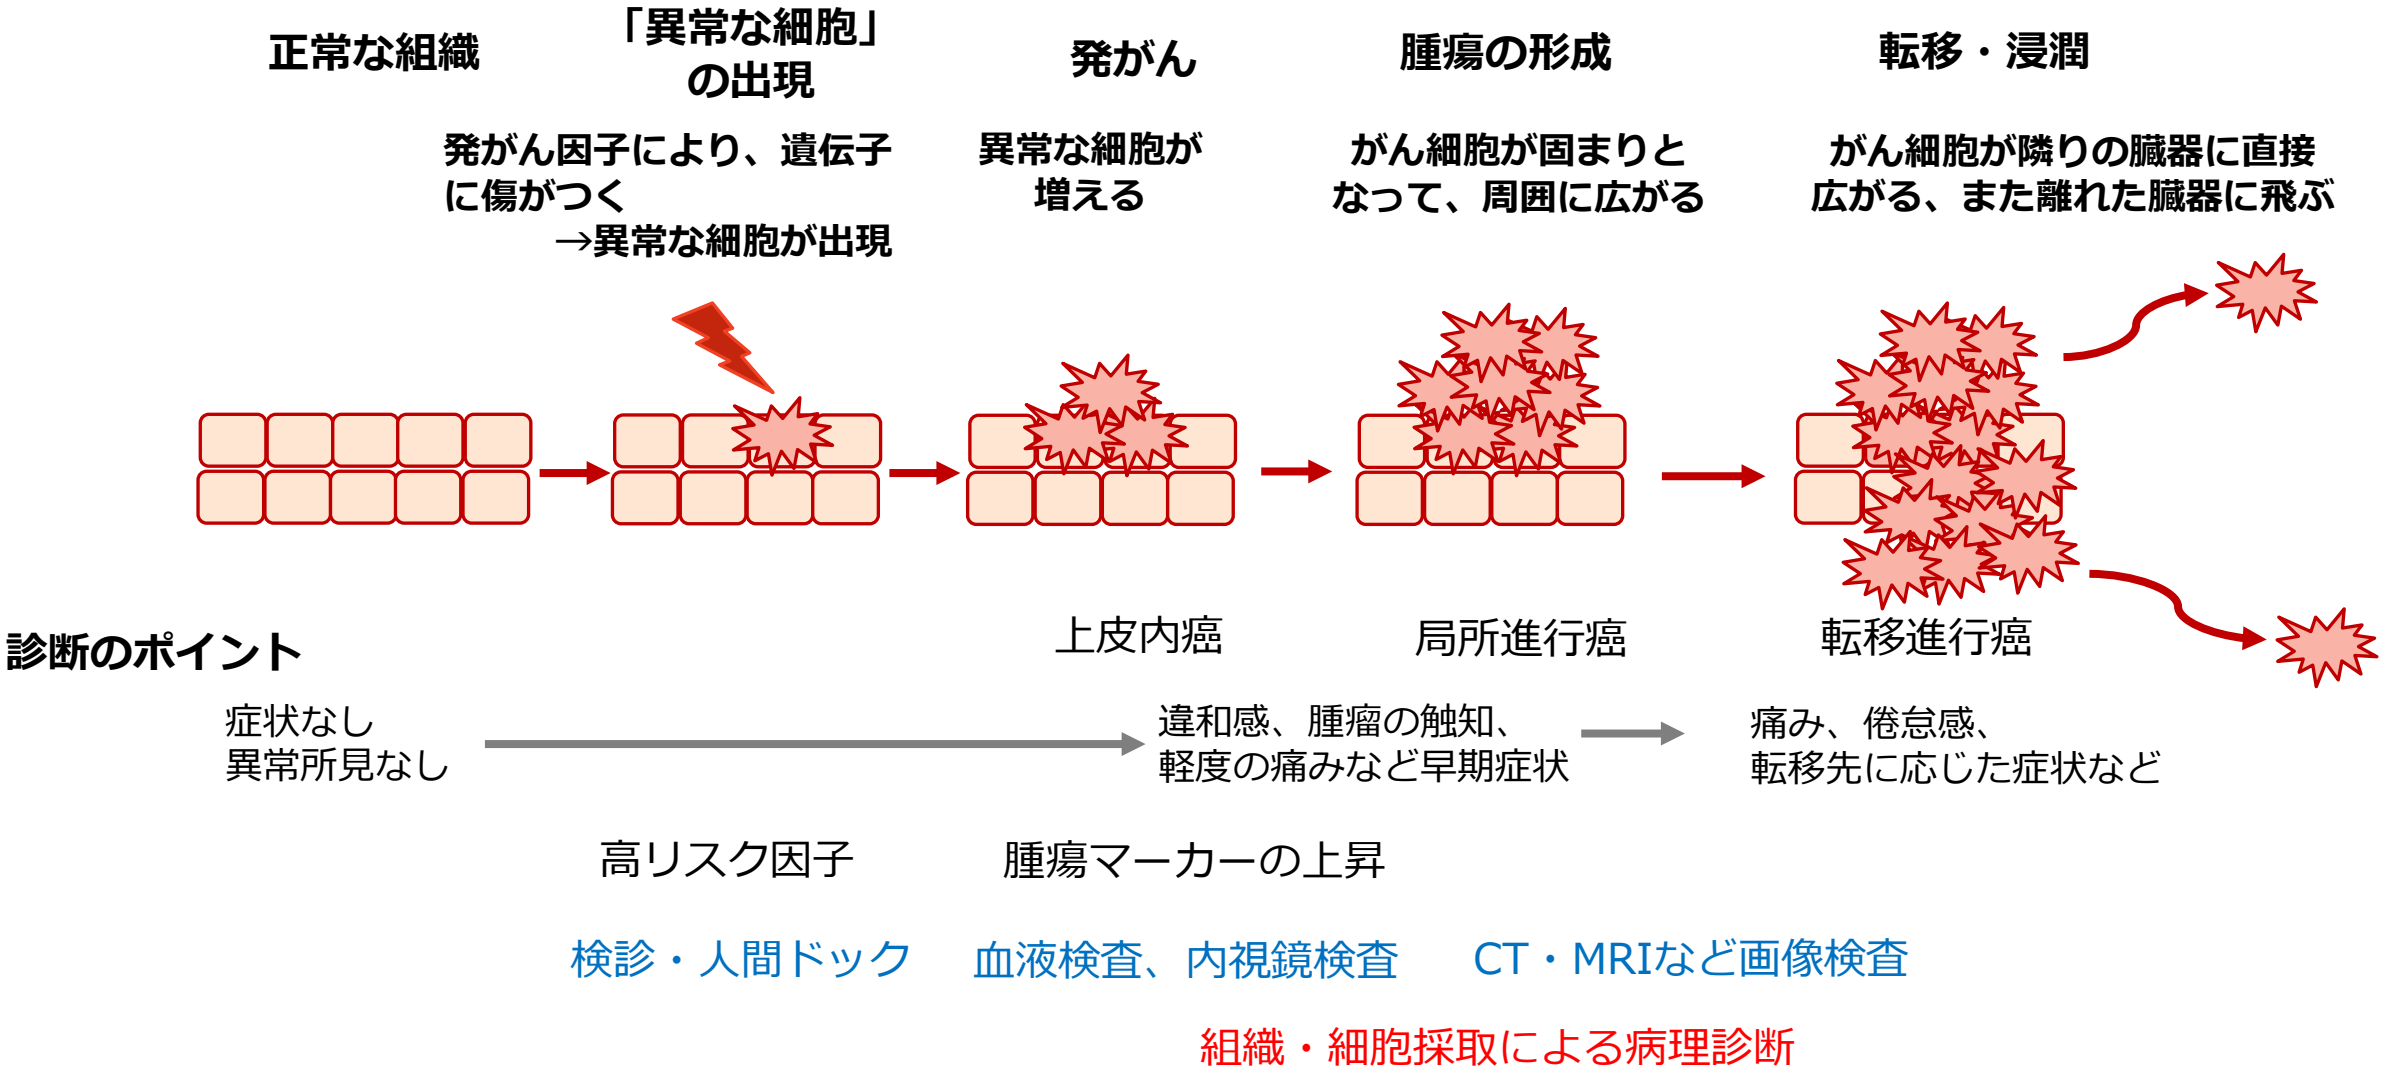 正常な組織
「異常な細胞」
の出現
発がん
腫瘍の形成
転移・浸潤
発がん因子により、遺伝子
に傷がつく
→異常な細胞が出現
異常な細胞が
増える
がん細胞が固まりと
なって、周囲に広がる
がん細胞が隣りの臓器に直接
広がる、また離れた臓器に飛ぶ
上皮内癌
局所進行癌
転移進行癌
診断のポイント
症状なし
異常所見なし
違和感、腫瘤の触知、
軽度の痛みなど早期症状
痛み、倦怠感、
転移先に応じた症状など
高リスク因子
腫瘍マーカーの上昇
検診・人間ドック
血液検査、内視鏡検査
CT・MRIなど画像検査
組織・細胞採取による病理診断